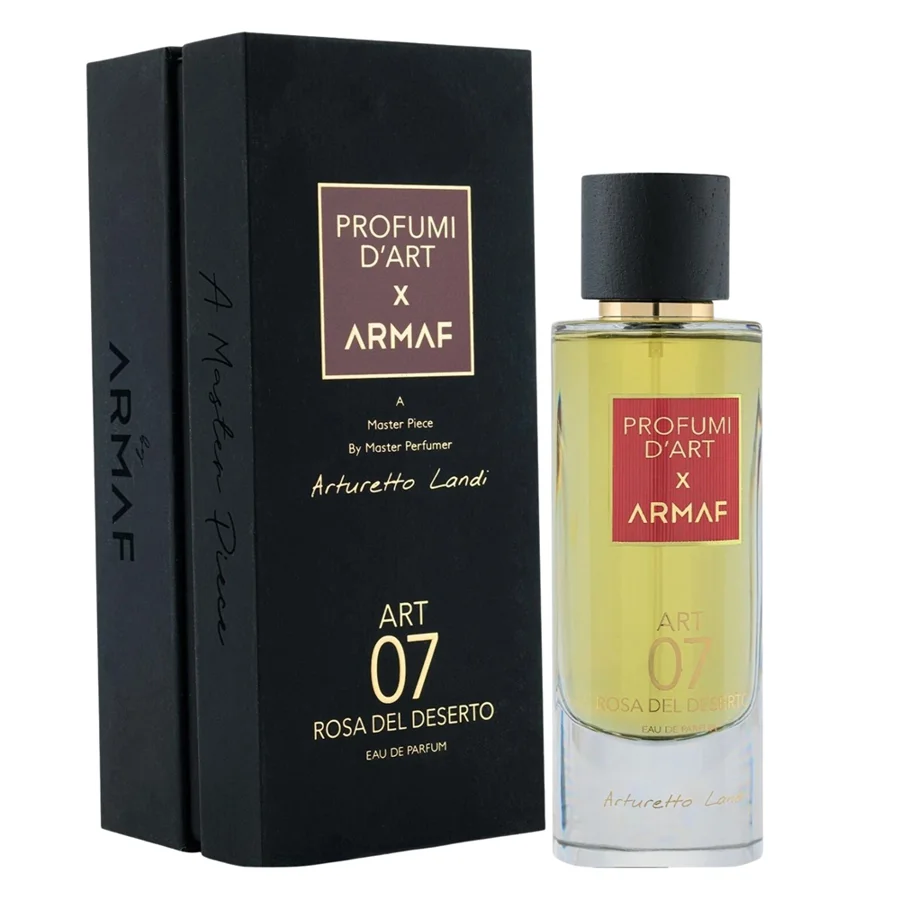 by
ARMAF
A Master Piece
PROFUMI
D'ART
X
ARMAF
A
Master Piece
By Master Perfumer
Arturetto Landi
ART
07
ROSA DEL DESERTO
EAU DE PARFUM
PROFUMI
D'ART
X
ARMAF
ART
07
ROSA DEL DESERTO
EAU DE PARFUM
Arturetto Landi